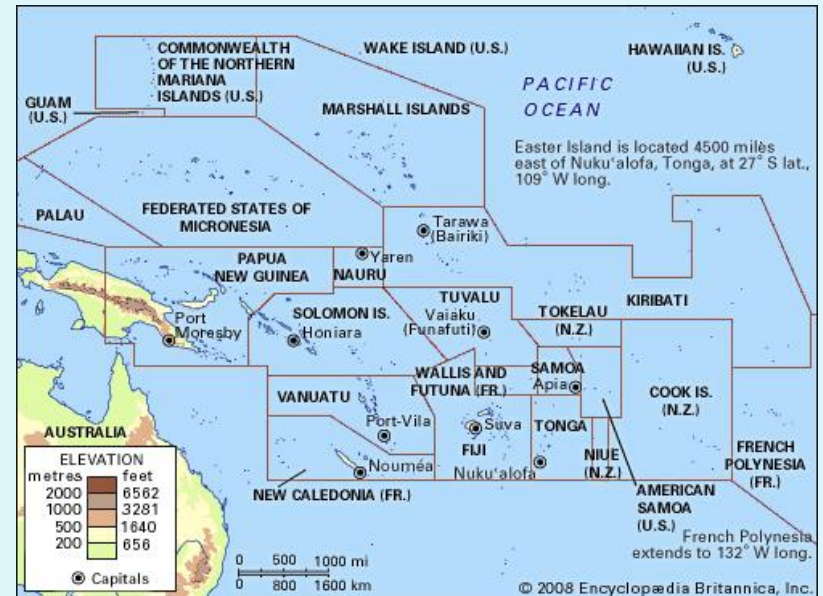 COMMONWEALTH
OF THE NORTHERN
MARIANA
ISLANDS (U.S.)
WAKE ISLAND (U.S.)
HAWAIIAN IS.
(U.S.)
GUAM
(U.S.)
MARSHALL ISLANDS
PACIFIC
OCEAN
Easter Island is located 4500 miles
east of Nukuʻalofa, Tonga, at 27° S lat.,
109° W long.
PALAU
FEDERATED STATES OF
MICRONESIA
Tarawa
(Bairiki)
PAPUA
NEW GUINEA
Yaren
NAURU
KIRIBATI
Port
Moresby
SOLOMON IS.
Honiara
TUVALU
Vaiaku
(Funafuti)
TOKELAU
(N.Z.)
WALLIS AND
FUTUNA (FR.)
SAMOA
Apia
COOK IS.
(N.Z.)
VANUATU
Port-Vila
Suva
FIJI
TONGA
Nukuʻalofa
NIUE
(N.Z.)
FRENCH
POLYNESIA
(FR.)
AUSTRALIA
Nouméa
NEW CALEDONIA (FR.)
AMERICAN
SAMOA
(U.S.)
French Polynesia
extends to 132° W long.
ELEVATION
metres feet
2000 6562
1000 3281
500 1640
200 656
Capitals
0 500 1000 mi
0 800 1600 km
© 2008 Encyclopædia Britannica, Inc.